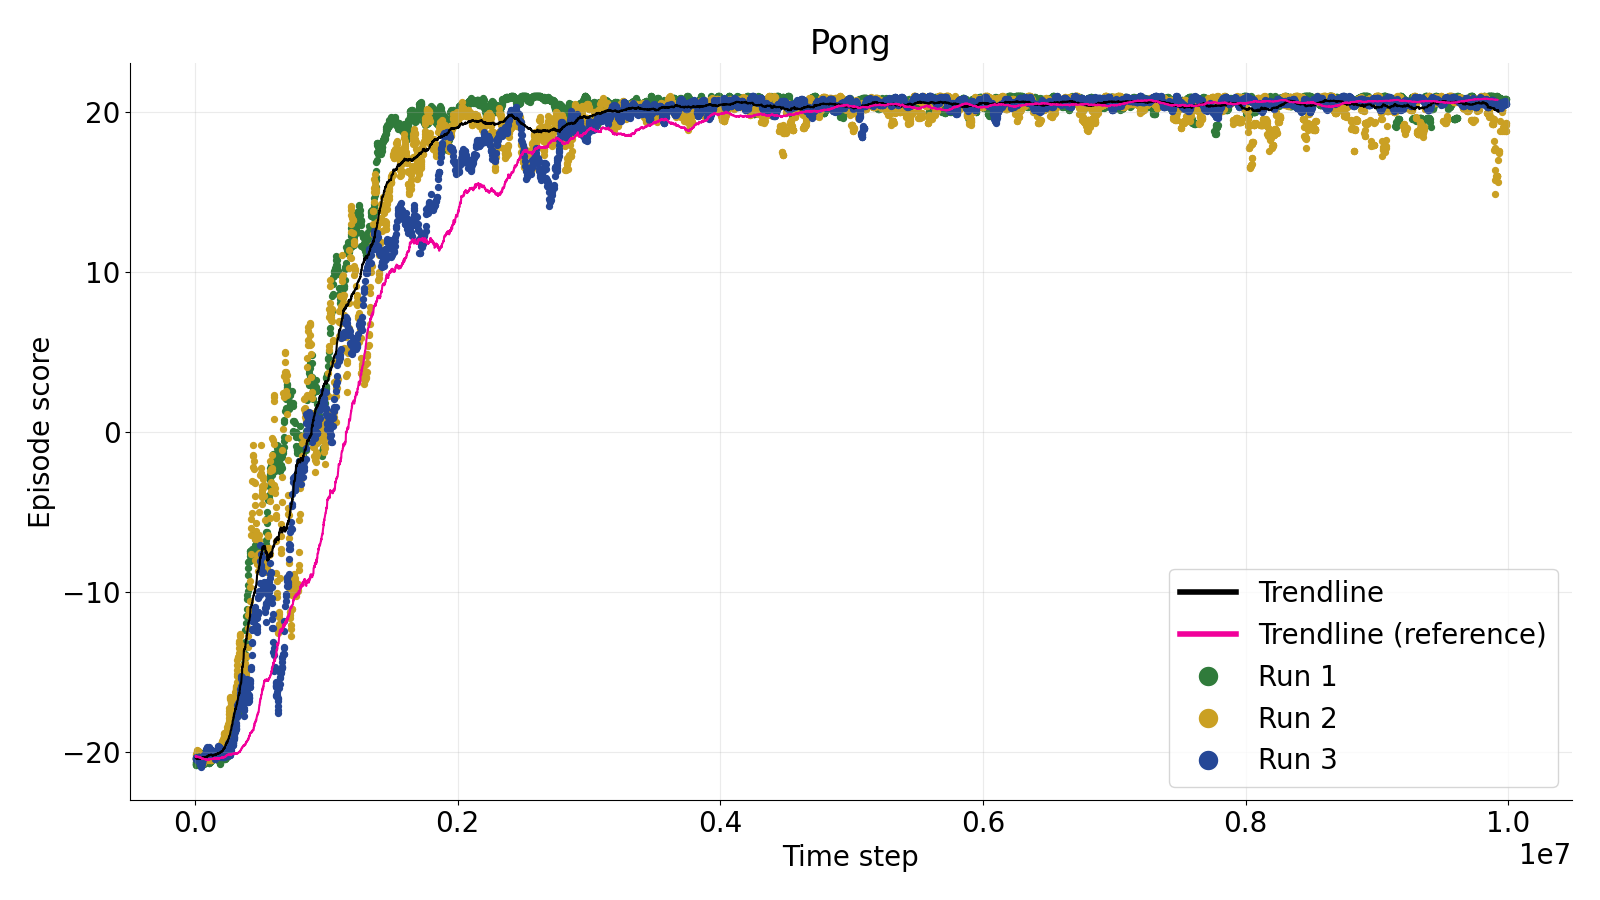 Pong
Episode score
20
10
0
−10
−20
0.0
0.2
0.4
0.6
0.8
1.0
1e7
Time step
Trendline
Trendline (reference)
Run 1
Run 2
Run 3